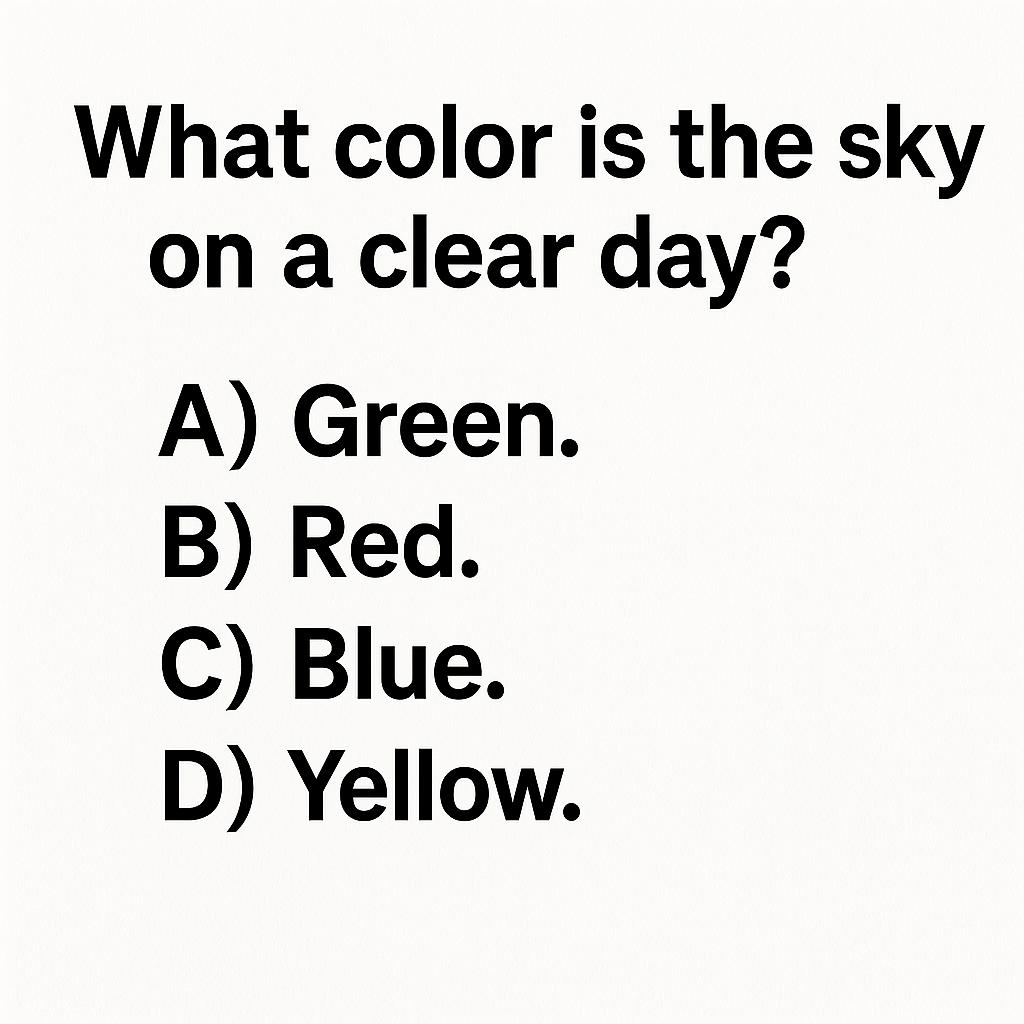 What color is the sky
on a clear day?
A) Green.
B) Red.
C) Blue.
D) Yellow.